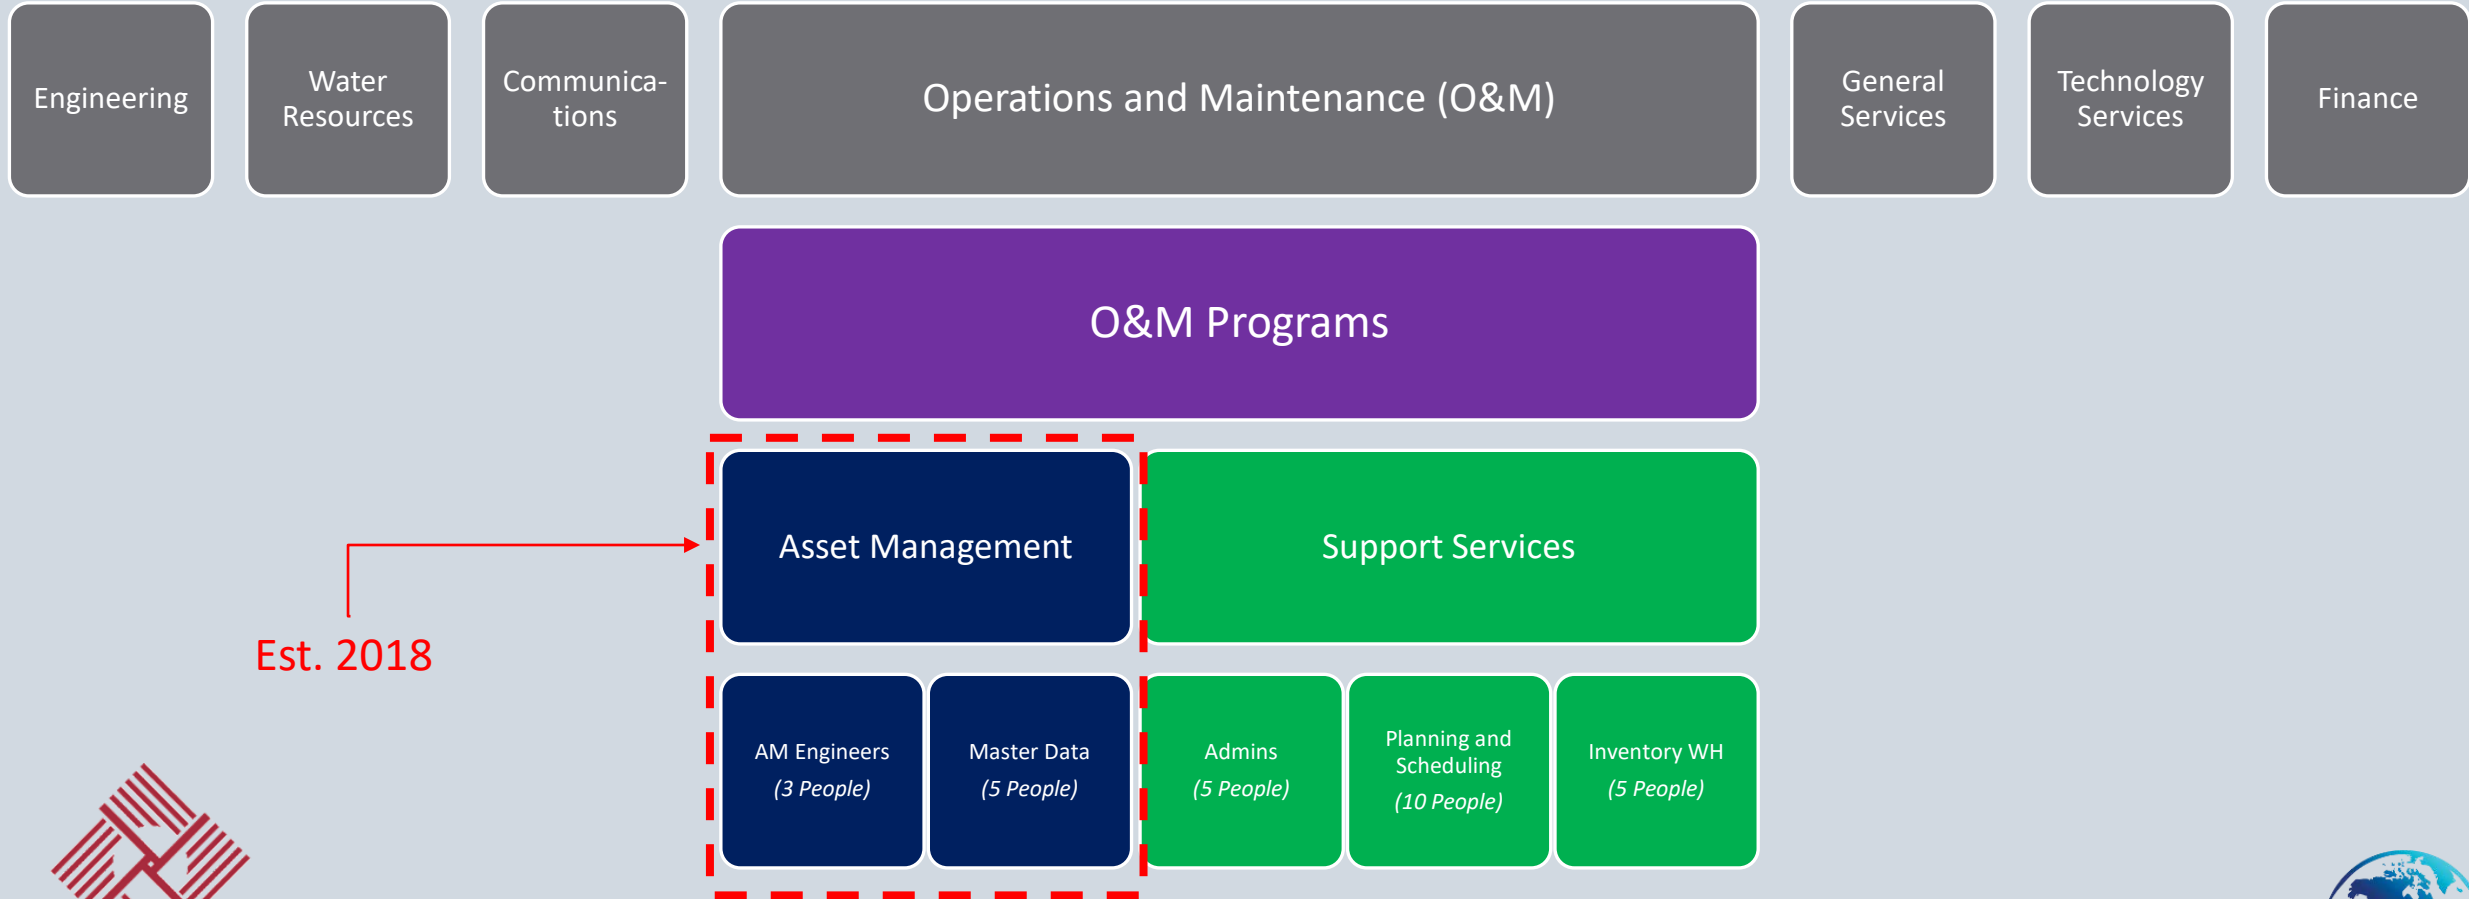 Engineering
Water
Resources
Communica-
tions
Operations and Maintenance (O&M)
General
Services
Technology
Services
Finance
O&M Programs
Asset Management
Support Services
Est. 2018
AM Engineers
(3 People)
Master Data
(5 People)
Admins
(5 People)
Planning and
Scheduling
(10 People)
Inventory WH
(5 People)